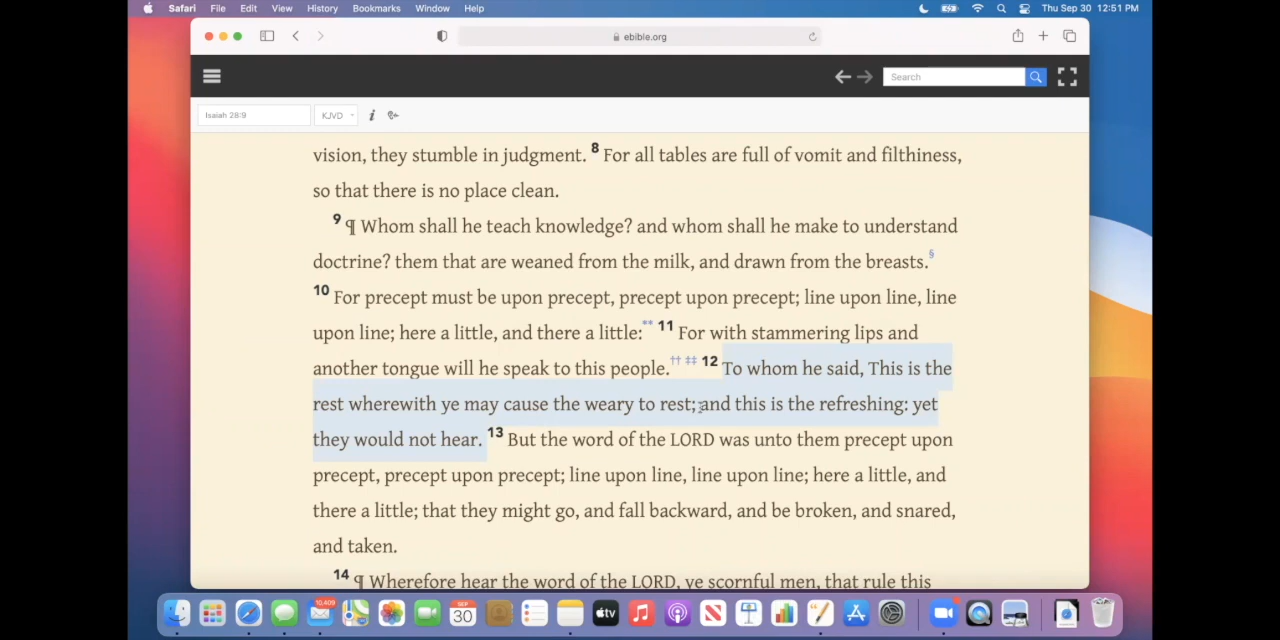 Safari File Edit View History Bookmarks Window Help Thu Sep 30 12:51 PM
ebible.org
Search
Isaiah 28:9 KJVD i
vision, they stumble in judgment. 8 For all tables are full of vomit and filthiness,
so that there is no place clean.
9 ¶ Whom shall he teach knowledge? and whom shall he make to understand
doctrine? them that are weaned from the milk, and drawn from the breasts.§
10 For precept must be upon precept, precept upon precept; line upon line, line
upon line; here a little, and there a little:** 11 For with stammering lips and
another tongue will he speak to this people.†† ‡‡ 12 To whom he said, This is the
rest wherewith ye may cause the weary to rest; and this is the refreshing: yet
they would not hear. 13 But the word of the LORD was unto them precept upon
precept, precept upon precept; line upon line, line upon line; here a little, and
there a little; that they might go, and fall backward, and be broken, and snared,
and taken.
14 ¶ Wherefore hear the word of the LORD, ye scornful men, that rule this
10,409 SEP 30 tv